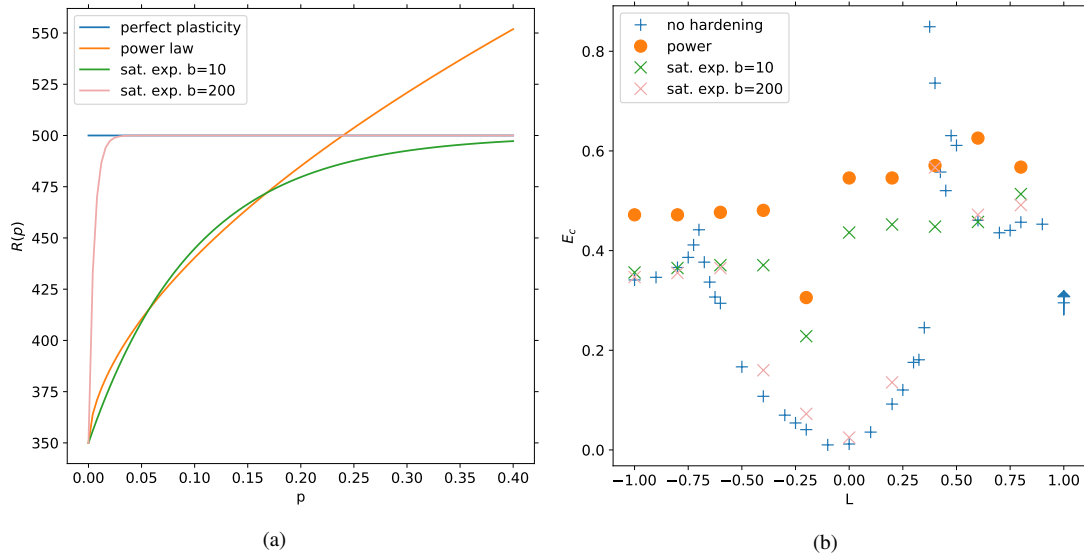 perfect plasticity
power law
sat. exp. b=10
sat. exp. b=200
550
525
500
475
450
425
400
375
350
R(p)
0.00 0.05 0.10 0.15 0.20 0.25 0.30 0.35 0.40
p
(a)
no hardening
power
sat. exp. b=10
sat. exp. b=200
0.8
0.6
0.4
0.2
0.0
E_c
−1.00 −0.75 −0.50 −0.25 0.00 0.25 0.50 0.75 1.00
L
(b)